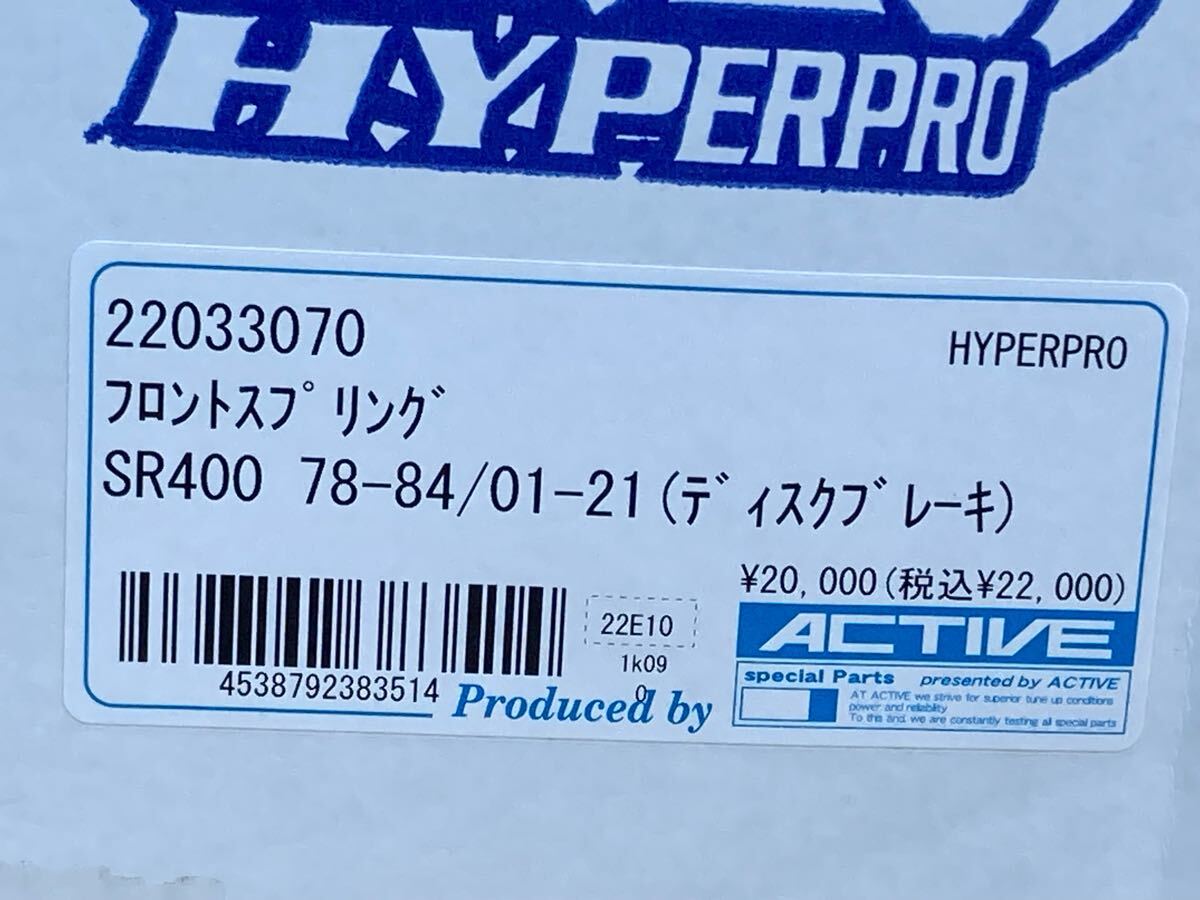 HYPERPRO
22033070
HYPERPRO
ﾌﾛﾝﾄｽﾌﾟﾘﾝｸﾞ
SR400 78-84/01-21(ﾃﾞｨｽｸﾌﾞﾚｰｷ)
¥20,000(税込¥22,000)
22E10
1k09
0
4538792383514
Produced by
ACTIVE
special Parts presented by ACTIVE
AT ACTIVE we strive for superior tune up conditions
power and reliablity
To this and. we are constantly testing all special parts